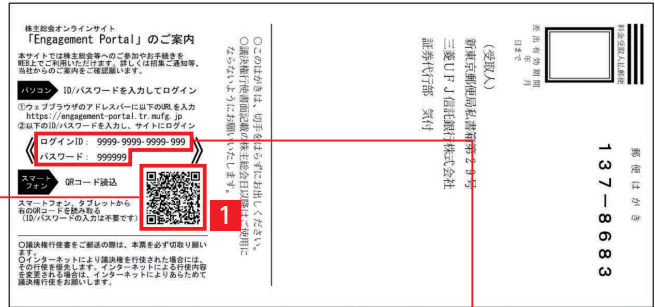 株主総会オンラインサイト
「Engagement Portal」のご案内
本サイトでは株主総会等へのご参加やお手続きを
WEB上でご利用いただけます。詳しくは招集ご通知等、
当社からのご案内をご確認願います。
パソコン ID/パスワードを入力してログイン
①ウェブブラウザのアドレスバーに以下のURLを入力
https://engagement-portal.tr.mufg.jp
②以下のID/パスワードを入力し、サイトにログイン
ログインID: 9999-9999-9999-999
パスワード: 999999
スマート
フォン
QRコード読込
スマートフォン、タブレットから
右のQRコードを読み取る
(ID/パスワードの入力は不要です)
1
○議決権行使書をご郵送の際は、本票を必ず切り取り願い
ます。
○インターネットにより議決権を行使された場合には、
その行使を優先します。インターネットによる行使内容
を変更される場合は、インターネットによりあらためて
議決権行使をお願いします。
○このはがきは、切手をはらずにお出しください。
○議決権行使書面記載の株主総会日以降はご使用に
ならないようにお願いいたします。
料金受取人払郵便
差出有効期間
年 月
日まで
郵便はがき
137-8683
(受取人)
新東京郵便局私書箱第29号
三菱UFJ信託銀行株式会社
証券代行部 気付